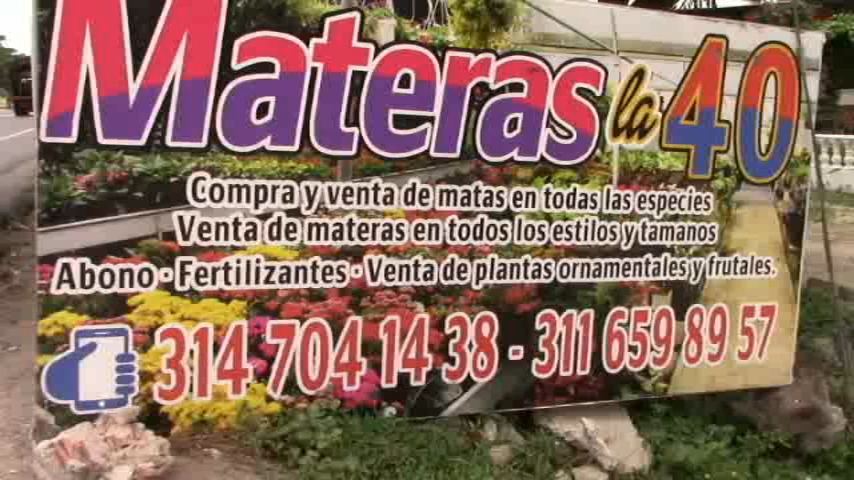 Materas la 40
Compra y venta de matas en todas las especies
Venta de materas en todos los estilos y tamanos
Abono · Fertilizantes · Venta de plantas ornamentales y frutales.
314 704 14 38 - 311 659 89 57